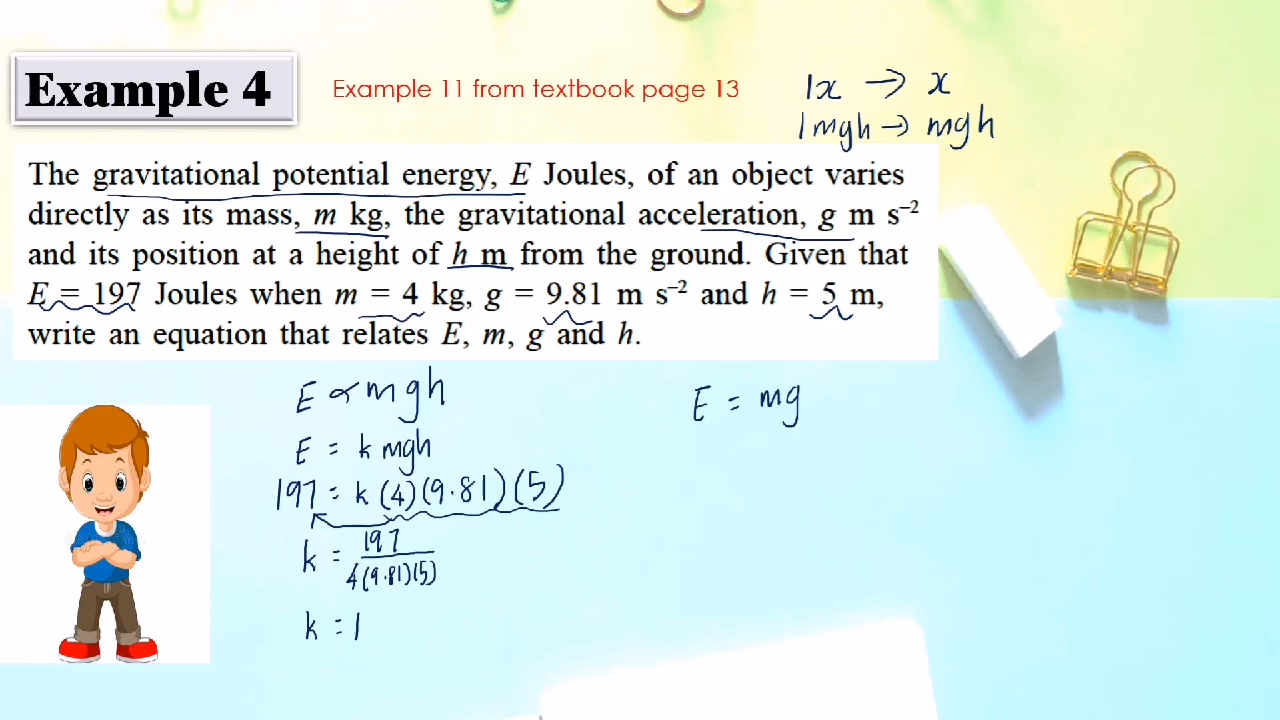 Example 4
Example 11 from textbook page 13
1x → x
1mgh → mgh
The gravitational potential energy, E Joules, of an object varies
directly as its mass, m kg, the gravitational acceleration, g m s⁻²
and its position at a height of h m from the ground. Given that
E = 197 Joules when m = 4 kg, g = 9.81 m s⁻² and h = 5 m,
write an equation that relates E, m, g and h.
E ∝ mgh
E = k mgh
197 = k (4)(9.81)(5)
k = 197/4(9.81)(5)
k = 1
E = mg